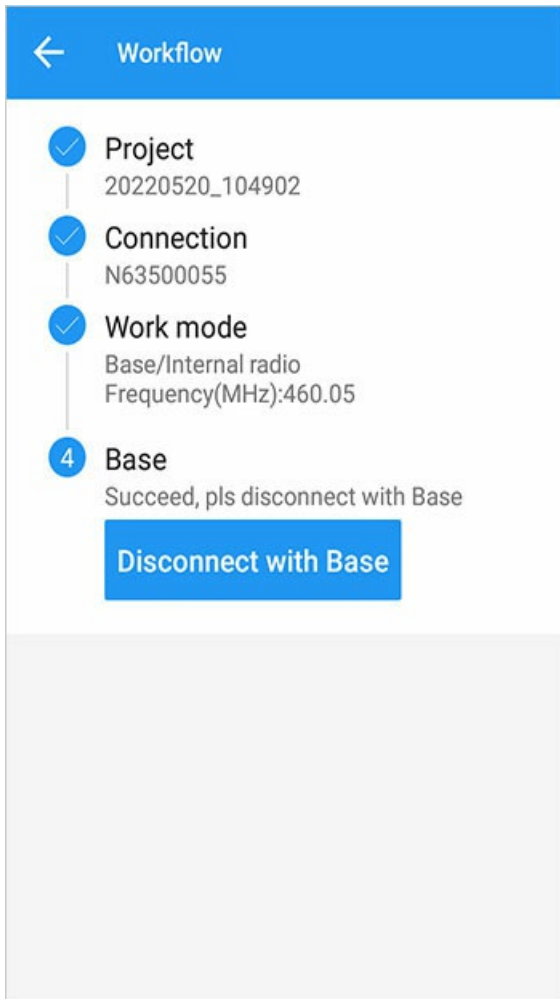 Workflow
Project
20220520_104902
Connection
N63500055
Work mode
Base/Internal radio
Frequency(MHz):460.05
4
Base
Succeed, pls disconnect with Base
Disconnect with Base